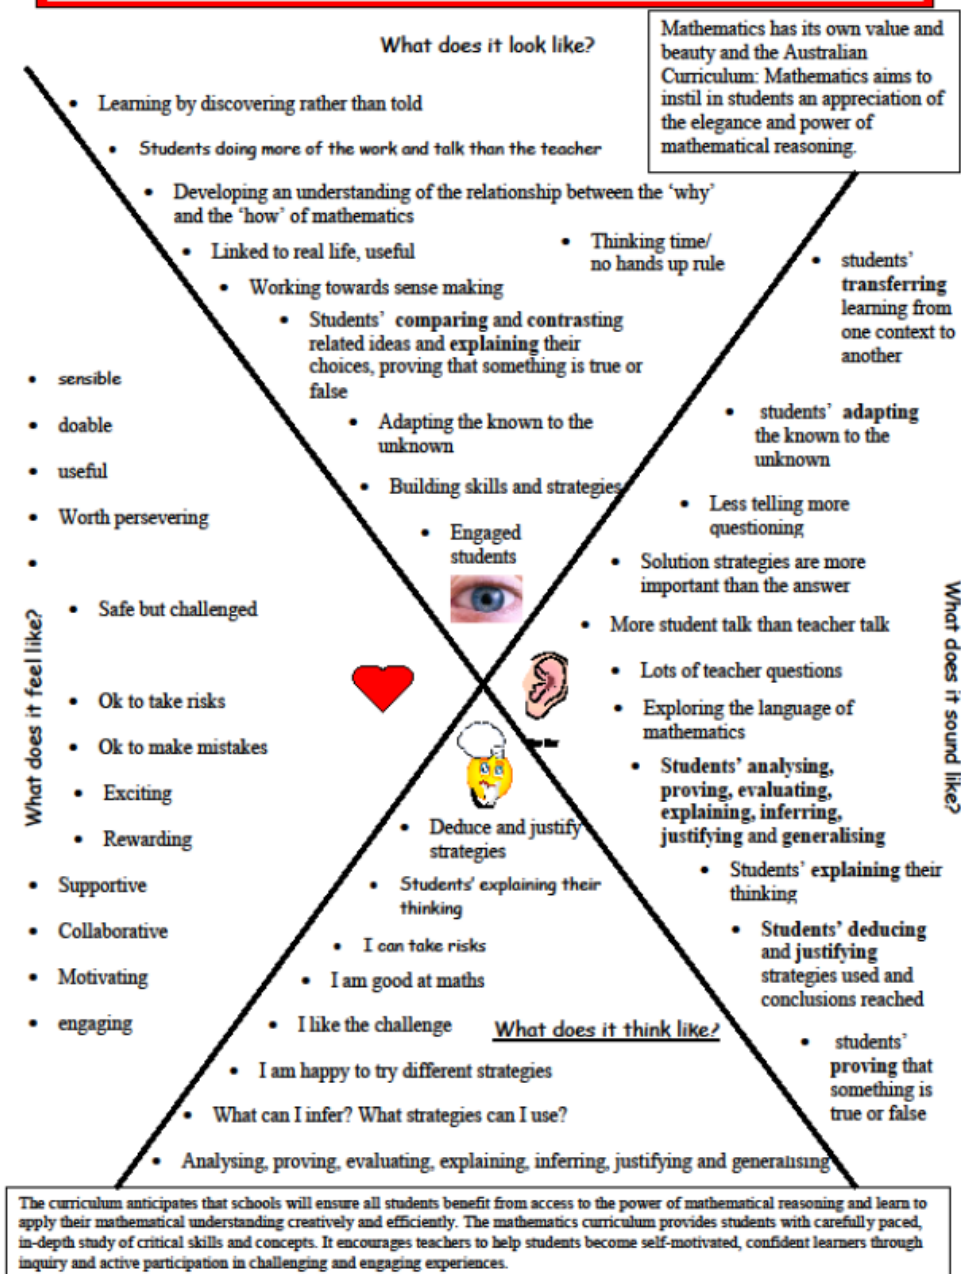 What does it look like?
Mathematics has its own value and
beauty and the Australian
Curriculum: Mathematics aims to
instil in students an appreciation of
the elegance and power of
mathematical reasoning.
• Learning by discovering rather than told
• Students doing more of the work and talk than the teacher
• Developing an understanding of the relationship between the ‘why’
and the ‘how’ of mathematics
• Linked to real life, useful
• Thinking time/
no hands up rule
• Working towards sense making
• Students’ comparing and contrasting
related ideas and explaining their
choices, proving that something is true or
false
• Adapting the known to the
unknown
• Building skills and strategies
• Engaged
students
• students’
transferring
learning from
one context to
another
• students’ adapting
the known to the
unknown
• Less telling more
questioning
• Solution strategies are more
important than the answer
• More student talk than teacher talk
• Lots of teacher questions
• Exploring the language of
mathematics
• Students’ analysing,
proving, evaluating,
explaining, inferring,
justifying and generalising
• Students’ explaining their
thinking
• Students’ deducing
and justifying
strategies used and
conclusions reached
• students’
proving that
something is
true or false
What does it sound like?
What does it feel like?
• sensible
• doable
• useful
• Worth persevering
•
• Safe but challenged
• Ok to take risks
• Ok to make mistakes
• Exciting
• Rewarding
• Supportive
• Collaborative
• Motivating
• engaging
• Deduce and justify
strategies
• Students’ explaining their
thinking
• I can take risks
• I am good at maths
• I like the challenge
What does it think like?
• I am happy to try different strategies
• What can I infer? What strategies can I use?
• Analysing, proving, evaluating, explaining, inferring, justifying and generalising
The curriculum anticipates that schools will ensure all students benefit from access to the power of mathematical reasoning and learn to
apply their mathematical understanding creatively and efficiently. The mathematics curriculum provides students with carefully paced,
in-depth study of critical skills and concepts. It encourages teachers to help students become self-motivated, confident learners through
inquiry and active participation in challenging and engaging experiences.